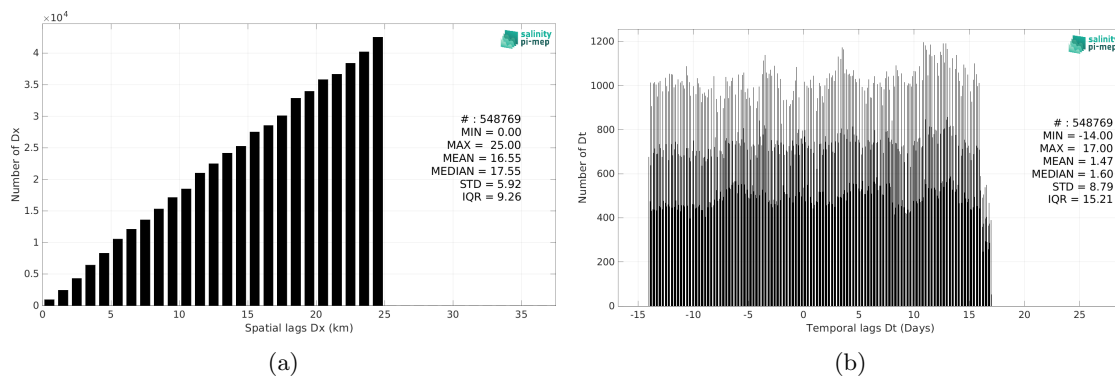 ×10⁴
4
3.5
3
2.5
2
1.5
1
0.5
0
Number of Dx
0 5 10 15 20 25 30 35
Spatial lags Dx (km)
salinity
pi-mep
# : 548769
MIN = 0.00
MAX = 25.00
MEAN = 16.55
MEDIAN = 17.55
STD = 5.92
IQR = 9.26
(a)
1200
1000
800
600
400
200
0
Number of Dt
-15 -10 -5 0 5 10 15 20 25
Temporal lags Dt (Days)
salinity
pi-mep
# : 548769
MIN = -14.00
MAX = 17.00
MEAN = 1.47
MEDIAN = 1.60
STD = 8.79
IQR = 15.21
(b)